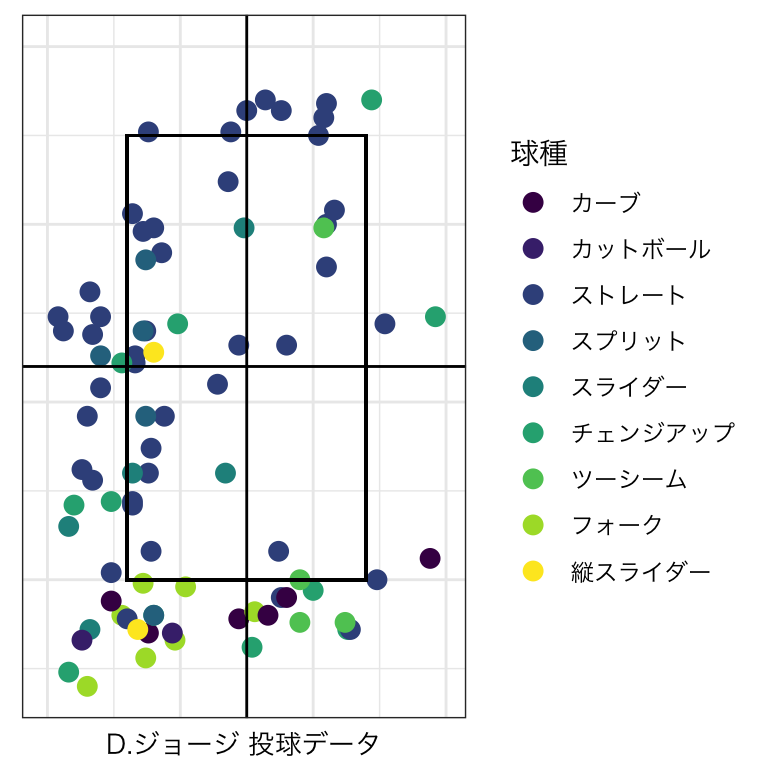 球種
カーブ
カットボール
ストレート
スプリット
スライダー
チェンジアップ
ツーシーム
フォーク
縦スライダー
D.ジョージ 投球データ